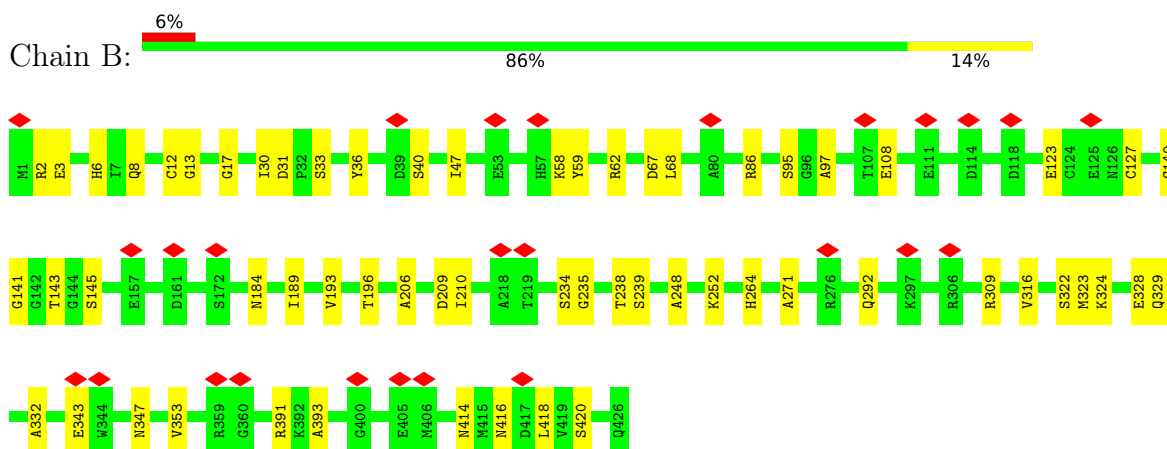 6%
Chain B:
86% 14%
M1 R2 E3 H6 I7 Q8 C12 G13 G17 I30 D31 P32 S33 Y36 D39 S40 I47 E53 H57 K58 Y59 R62 D67 L68 A80 R86 S95 G96 A97 T107 E108 E111 D114 D118 E123 C124 E125 N126 C127
G141 G142 T143 G144 S145 E157 D161 S172 N184 I189 V193 T196 A206 D209 I210 A218 T219 S234 G235 T238 S239 A248 K252 H264 A271 R276 Q292 K297 R306 R309 V316 S322 M323 K324 E328 Q329
A332 E343 W344 N347 V353 R359 G360 R391 K392 A393 G400 E405 M406 N414 M415 N416 D417 L418 V419 S420 Q426